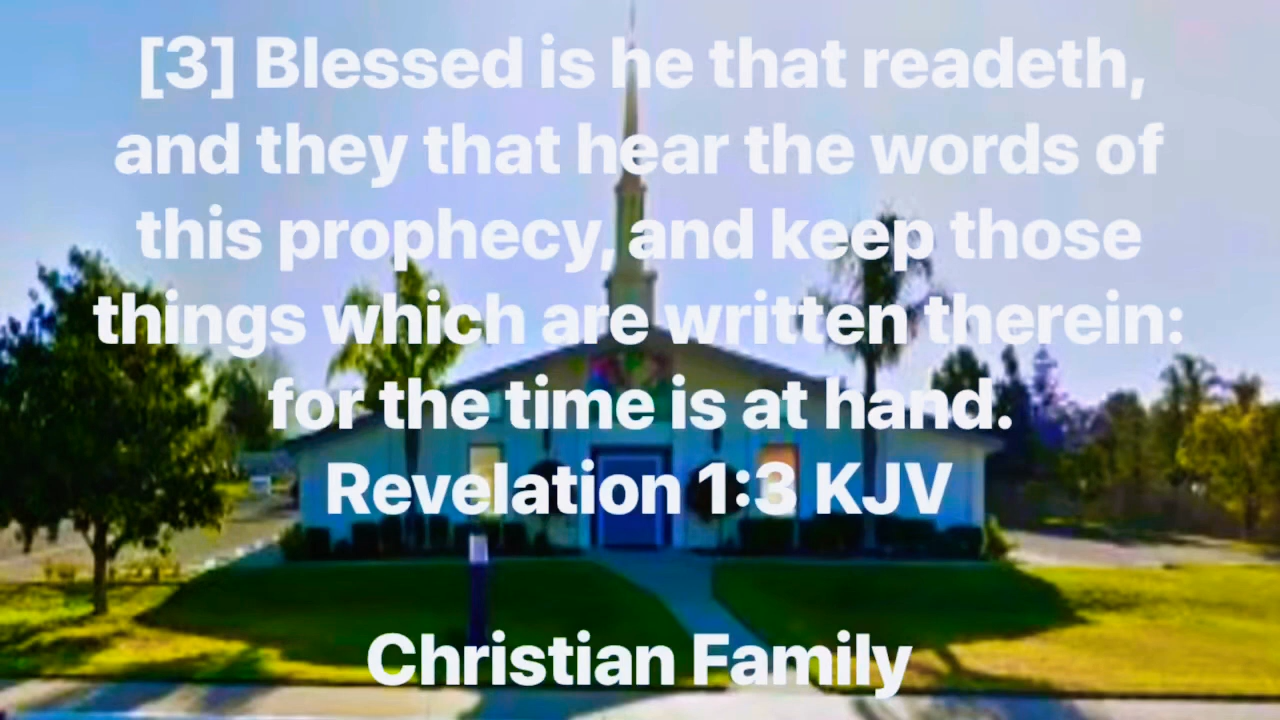 [3] Blessed is he that readeth,
and they that hear the words of
this prophecy, and keep those
things which are written therein:
for the time is at hand.
Revelation 1:3 KJV
Christian Family